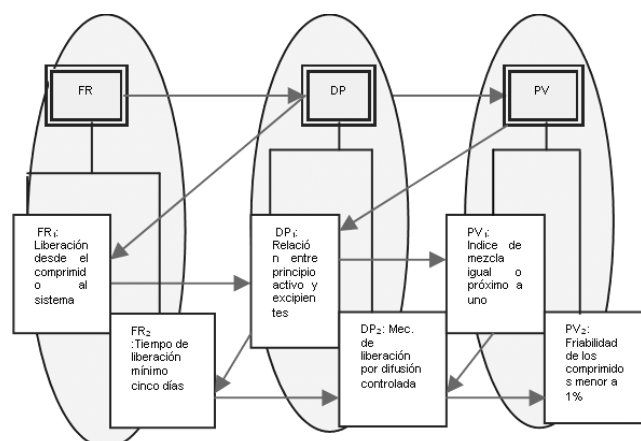 FR
DP
PV
FR₁:
Liberación
desde el
comprimid
o al
sistema
DP₁:
Relació
n entre
principio
activo y
excipien
tes
PV₁:
Indice de
mezcla
igual o
próximo a
uno
FR₂
:Tiempo de
liberación
mínimo
cinco días
DP₂: Mec.
de
liberación
por difusión
controlada
PV₂:
Friabilidad
de los
comprimido
s menor a
1%